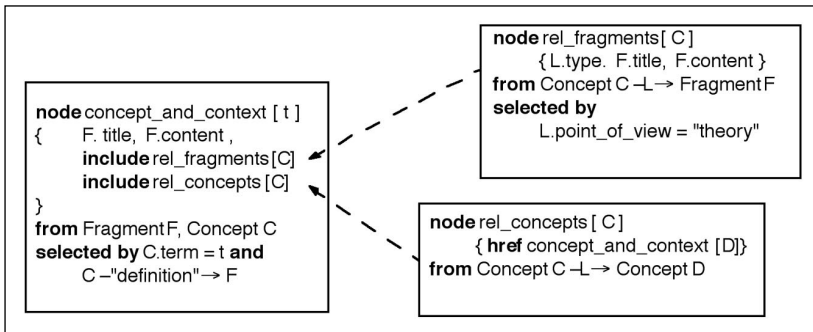 node concept_and_context [ t ]
{ F. title, F.content ,
include rel_fragments [C]
include rel_concepts [C]
}
from Fragment F, Concept C
selected by C.term = t and
C –"definition"→ F
node rel_fragments[ C ]
{ L.type. F.title, F.content }
from Concept C –L→ Fragment F
selected by
L.point_of_view = "theory"
node rel_concepts [ C ]
{ href concept_and_context [D]}
from Concept C –L→ Concept D